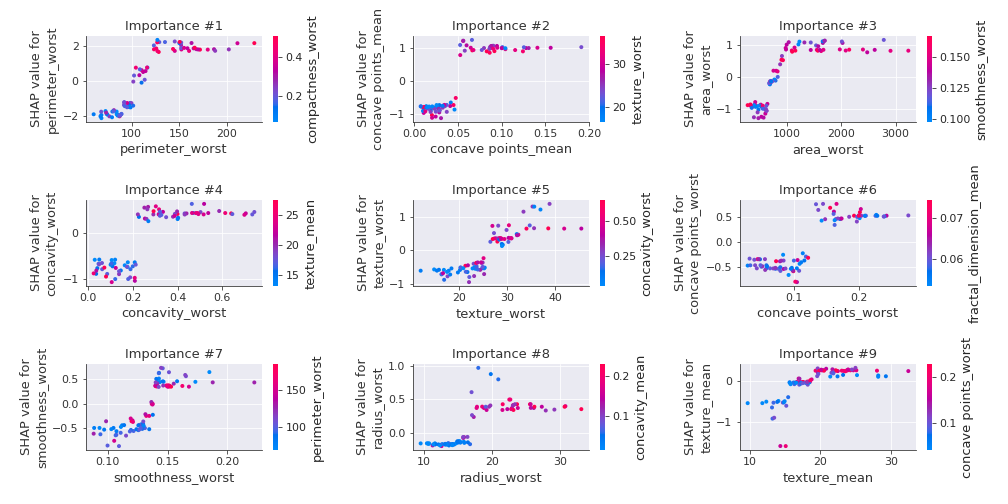 Importance #1
SHAP value for
perimeter_worst
2
1
0
−1
−2
100
150
200
perimeter_worst
0.4
0.2
compactness_worst
Importance #2
SHAP value for
concave points_mean
1
0
−1
0.00
0.05
0.10
0.15
0.20
concave points_mean
30
20
texture_worst
Importance #3
SHAP value for
area_worst
1
0
−1
1000
2000
3000
area_worst
0.150
0.125
0.100
smoothness_worst
Importance #4
SHAP value for
concavity_worst
0
−1
0.0
0.2
0.4
0.6
concavity_worst
25
20
15
texture_mean
Importance #5
SHAP value for
texture_worst
1
0
−1
20
30
40
texture_worst
0.50
0.25
concavity_worst
Importance #6
SHAP value for
concave points_worst
0.5
0.0
−0.5
0.1
0.2
concave points_worst
0.07
0.06
fractal_dimension_mean
Importance #7
SHAP value for
smoothness_worst
0.5
0.0
−0.5
0.10
0.15
0.20
smoothness_worst
150
100
perimeter_worst
Importance #8
SHAP value for
radius_worst
1.0
0.5
0.0
10
20
30
radius_worst
0.2
0.1
concavity_mean
Importance #9
SHAP value for
texture_mean
0
−1
10
20
30
texture_mean
0.2
0.1
concave points_worst